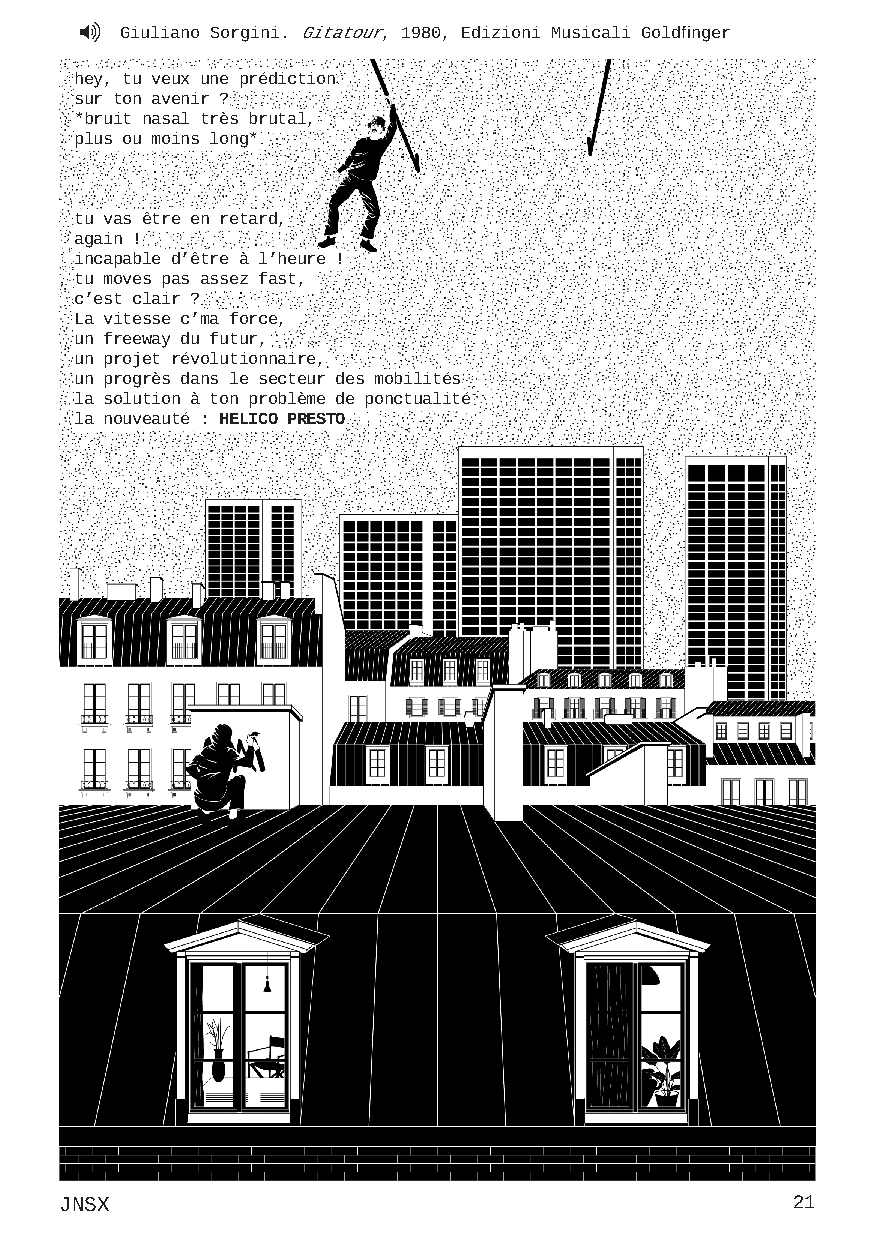 Giuliano Sorgini. Gitatour, 1980, Edizioni Musicali Goldfinger
hey, tu veux une prédiction
sur ton avenir ?
*bruit nasal très brutal,
plus ou moins long*
tu vas être en retard,
again !
incapable d’être à l’heure !
tu moves pas assez fast,
c’est clair ?
La vitesse c’ma force,
un freeway du futur,
un projet révolutionnaire,
un progrès dans le secteur des mobilités
la solution à ton problème de ponctualité
la nouveauté : HELICO PRESTO
JNSX
21